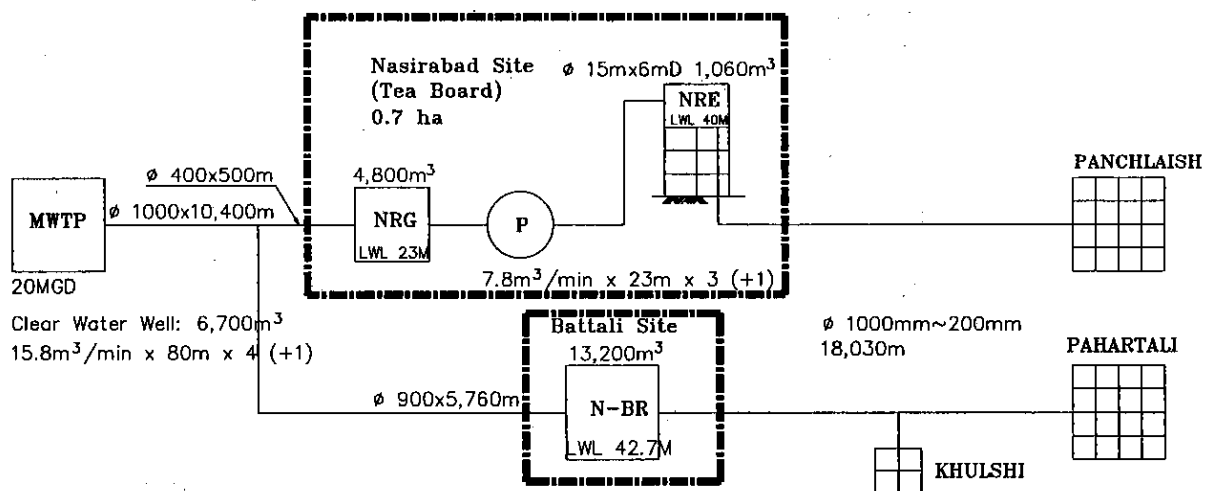 Nasirabad Site
(Tea Board)
0.7 ha
φ 15mx6mD 1,060m³
NRE
LWL 40M
PANCHLAISH
φ 400x500m
4,800m³
MWTP
φ 1000x10,400m
NRG
LWL 23M
P
20MGD
7.8m³/min x 23m x 3 (+1)
Clear Water Well: 6,700m³
15.8m³/min x 80m x 4 (+1)
Battali Site
13,200m³
φ 1000mm~200mm
18,030m
PAHARTALI
φ 900x5,760m
N-BR
LWL 42.7M
KHULSHI